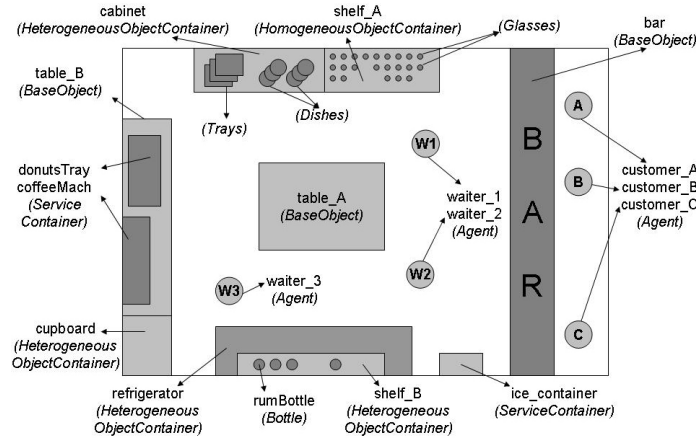 cabinet
(HeterogeneousObjectContainer)
shelf_A
(HomogeneousObjectContainer)
(Glasses)
bar
(BaseObject)
table_B
(BaseObject)
(Trays)
(Dishes)
donutsTray
coffeeMach
(Service
Container)
table_A
(BaseObject)
W1
waiter_1
waiter_2
(Agent)
W2
W3
waiter_3
(Agent)
B
A
R
A
B
C
customer_A
customer_B
customer_C
(Agent)
cupboard
(Heterogeneous
ObjectContainer)
refrigerator
(Heterogeneous
ObjectContainer)
rumBottle
(Bottle)
shelf_B
(Heterogeneous
ObjectContainer)
ice_container
(ServiceContainer)